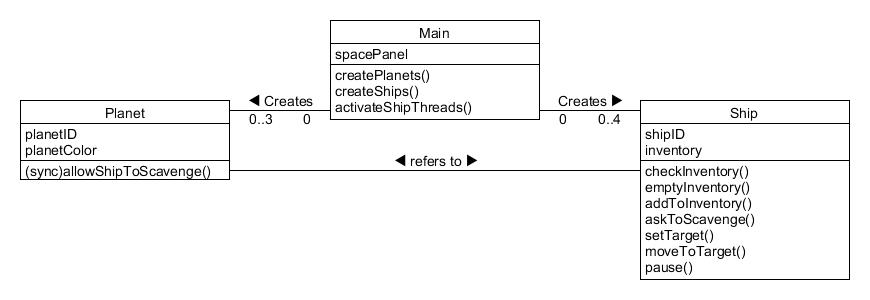 Main
spacePanel
createPlanets()
createShips()
activateShipThreads()
◀ Creates
0..3 0
Creates ▶
0 0..4
Planet
planetID
planetColor
(sync)allowShipToScavenge()
◀ refers to ▶
Ship
shipID
inventory
checkInventory()
emptyInventory()
addToInventory()
askToScavenge()
setTarget()
moveToTarget()
pause()